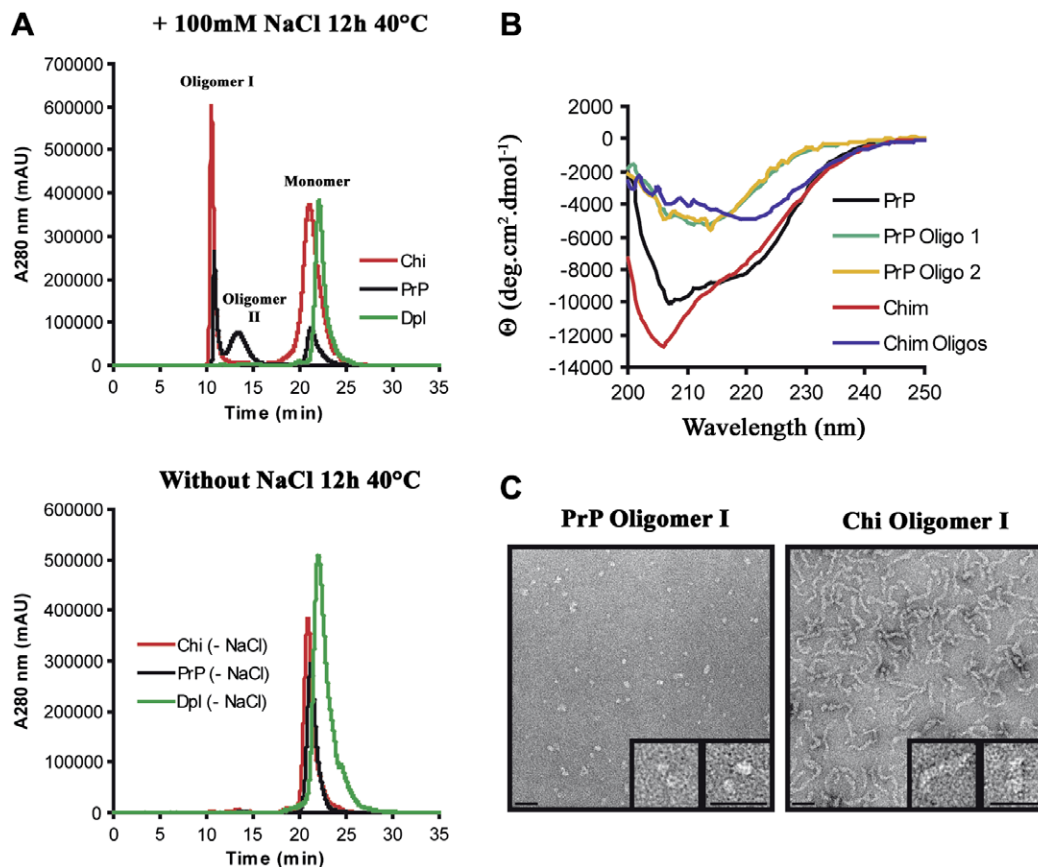 A
+ 100mM NaCl 12h 40°C
A280 nm (mAU)
700000
600000
500000
400000
300000
200000
100000
0
Oligomer I
Oligomer
II
Monomer
Chi
PrP
Dpl
0 5 10 15 20 25 30 35
Time (min)
Without NaCl 12h 40°C
A280 nm (mAU)
600000
500000
400000
300000
200000
100000
0
Chi (- NaCl)
PrP (- NaCl)
Dpl (- NaCl)
0 5 10 15 20 25 30 35
Time (min)
B
Θ (deg.cm².dmol⁻¹)
2000
0
-2000
-4000
-6000
-8000
-10000
-12000
-14000
PrP
PrP Oligo 1
PrP Oligo 2
Chim
Chim Oligos
200 210 220 230 240 250
Wavelength (nm)
C
PrP Oligomer I
Chi Oligomer I